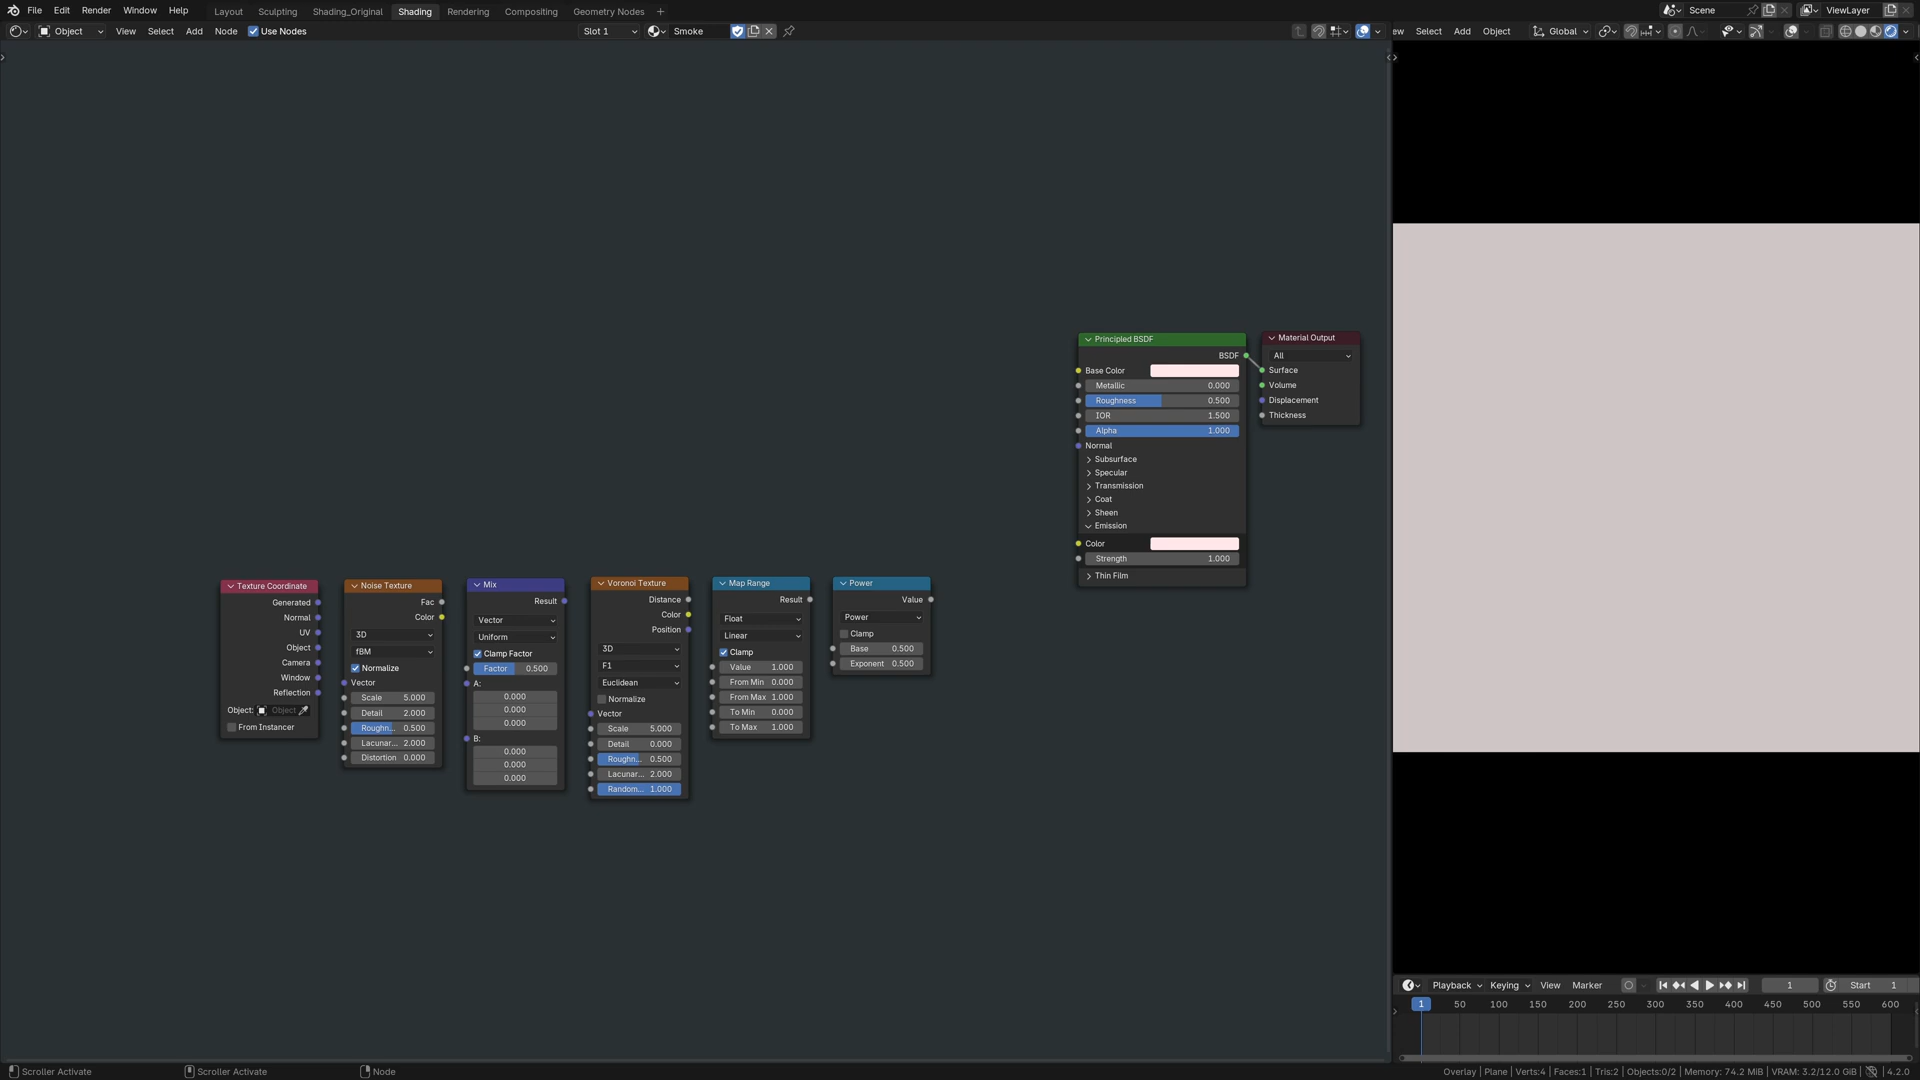 File Edit Render Window Help Layout Sculpting Shading_Original Shading Rendering Compositing Geometry Nodes + Scene ViewLayer
Object View Select Add Node Use Nodes Slot 1 Smoke ew Select Add Object Global
Principled BSDF
BSDF
Base Color
Metallic 0.000
Roughness 0.500
IOR 1.500
Alpha 1.000
Normal
Subsurface
Specular
Transmission
Coat
Sheen
Emission
Color
Strength 1.000
Thin Film
Material Output
All
Surface
Volume
Displacement
Thickness
Texture Coordinate
Generated
Normal
UV
Object
Camera
Window
Reflection
Object: Object
From Instancer
Noise Texture
Fac
Color
3D
fBM
Normalize
Vector
Scale 5.000
Detail 2.000
Roughn... 0.500
Lacunar... 2.000
Distortion 0.000
Mix
Result
Vector
Uniform
Clamp Factor
Factor 0.500
A:
0.000
0.000
0.000
B:
0.000
0.000
0.000
Voronoi Texture
Distance
Color
Position
3D
F1
Euclidean
Normalize
Vector
Scale 5.000
Detail 0.000
Roughn... 0.500
Lacunar... 2.000
Random... 1.000
Map Range
Result
Float
Linear
Clamp
Value 1.000
From Min 0.000
From Max 1.000
To Min 0.000
To Max 1.000
Power
Value
Power
Clamp
Base 0.500
Exponent 0.500
Playback Keying View Marker 1 Start 1
1 50 100 150 200 250 300 350 400 450 500 550 600
Scroller Activate Scroller Activate Node Overlay | Plane | Verts:4 | Faces:1 | Tris:2 | Objects:0/2 | Memory: 74.2 MiB | VRAM: 3.2/12.0 GiB | 4.2.0